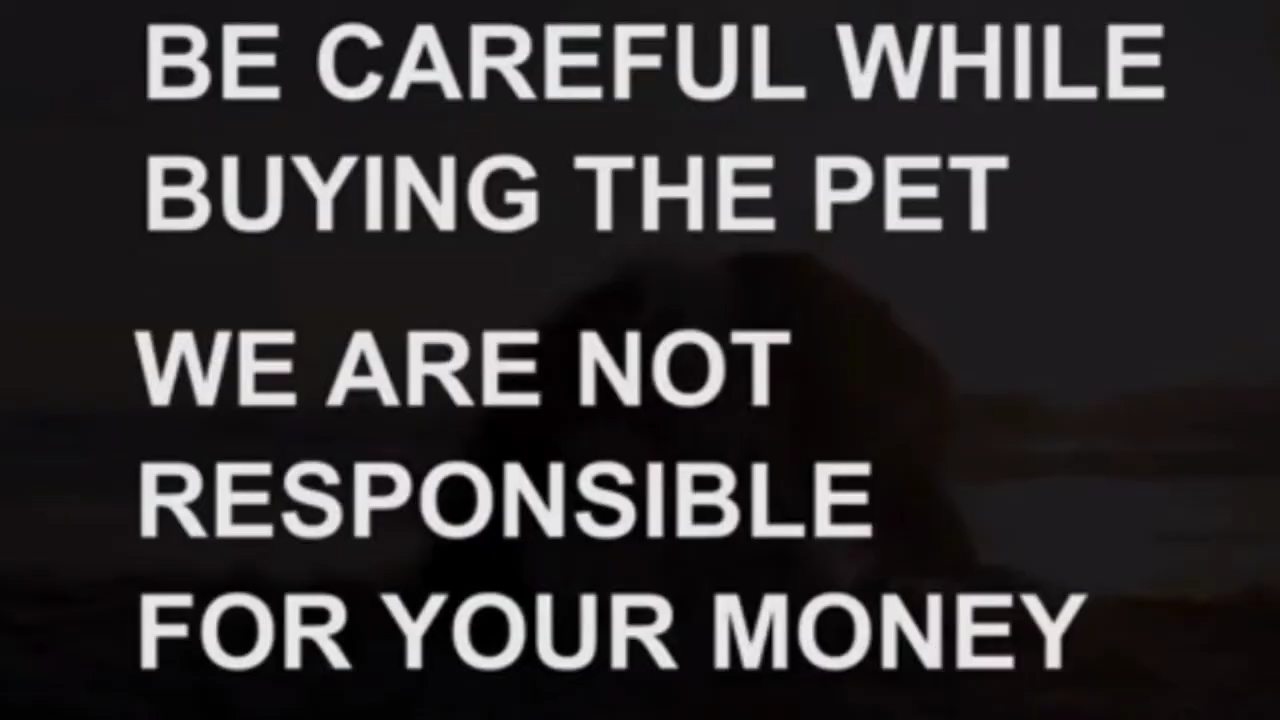 BE CAREFUL WHILE
BUYING THE PET
WE ARE NOT
RESPONSIBLE
FOR YOUR MONEY